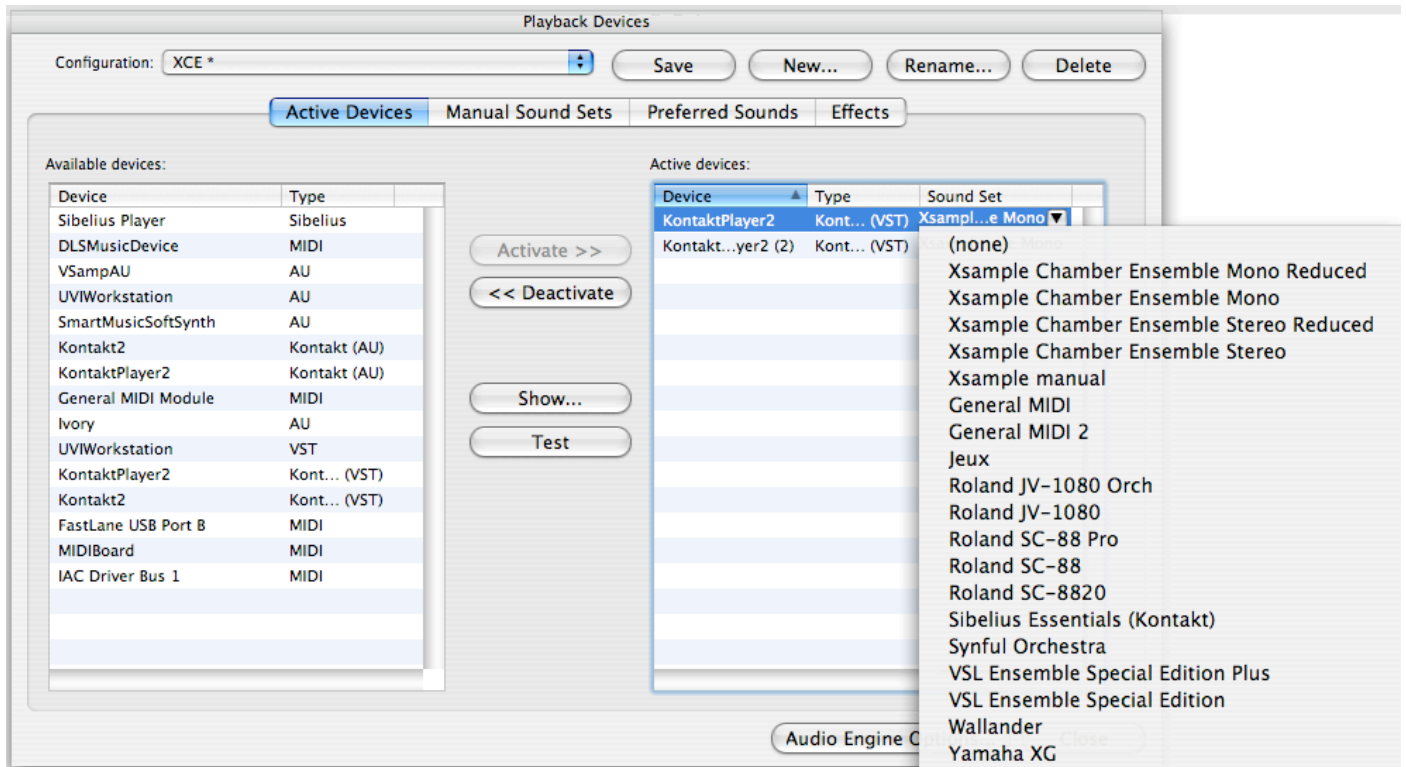 Playback Devices
Configuration: XCE * Save New... Rename... Delete
Active Devices Manual Sound Sets Preferred Sounds Effects
Available devices:
Device Type
Sibelius Player Sibelius
DLSMusicDevice MIDI
VSampAU AU
UVIWorkstation AU
SmartMusicSoftSynth AU
Kontakt2 Kontakt (AU)
KontaktPlayer2 Kontakt (AU)
General MIDI Module MIDI
Ivory AU
UVIWorkstation VST
KontaktPlayer2 Kont... (VST)
Kontakt2 Kont... (VST)
FastLane USB Port B MIDI
MIDIBoard MIDI
IAC Driver Bus 1 MIDI
Activate >>
<< Deactivate
Show...
Test
Active devices:
Device Type Sound Set
KontaktPlayer2 Kont... (VST) Xsampl...e Mono
Kontakt...yer2 (2) Kont... (VST)
(none)
Xsample Chamber Ensemble Mono Reduced
Xsample Chamber Ensemble Mono
Xsample Chamber Ensemble Stereo Reduced
Xsample Chamber Ensemble Stereo
Xsample manual
General MIDI
General MIDI 2
Jeux
Roland JV-1080 Orch
Roland JV-1080
Roland SC-88 Pro
Roland SC-88
Roland SC-8820
Sibelius Essentials (Kontakt)
Synful Orchestra
VSL Ensemble Special Edition Plus
VSL Ensemble Special Edition
Wallander
Yamaha XG
Audio Engine Close